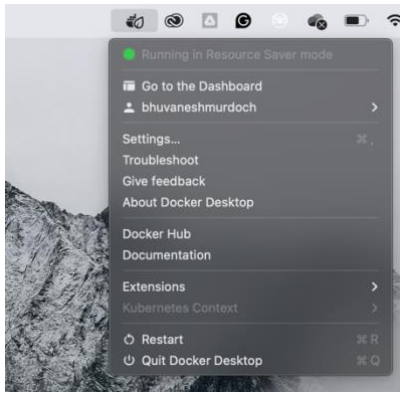 Running in Resource Saver mode
Go to the Dashboard
bhuvaneshmurdoch
Settings... ⌘ ,
Troubleshoot
Give feedback
About Docker Desktop
Docker Hub
Documentation
Extensions
Kubernetes Context
Restart ⌘ R
Quit Docker Desktop ⌘ Q